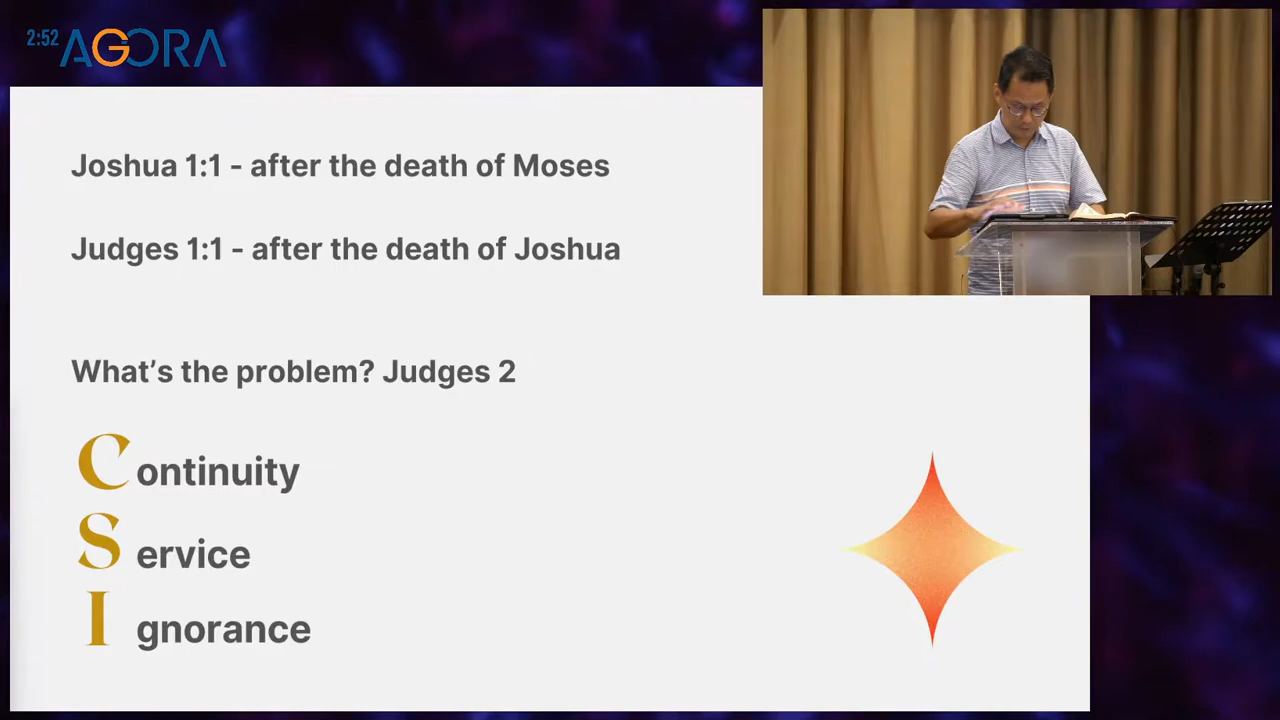 2:52 AGORA
Joshua 1:1 - after the death of Moses
Judges 1:1 - after the death of Joshua
What’s the problem? Judges 2
Continuity
Service
Ignorance